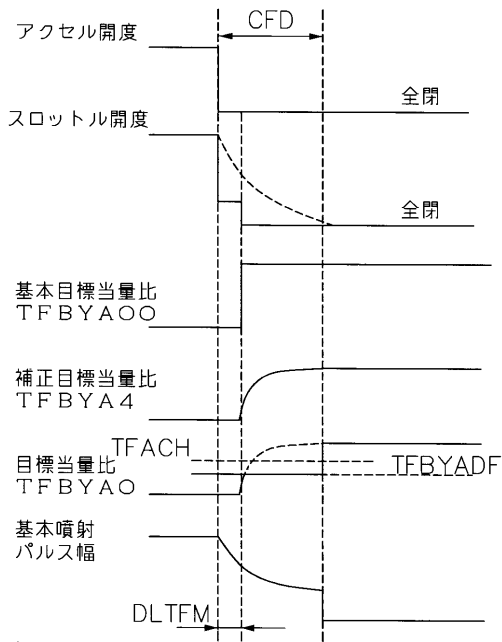 CFD
アクセル開度
全閉
スロットル開度
全閉
基本目標当量比
TFBYA00
補正目標当量比
TFBYA4
TFACH
目標当量比
TFBYADF
TFBYA0
基本噴射
パルス幅
DLTFM